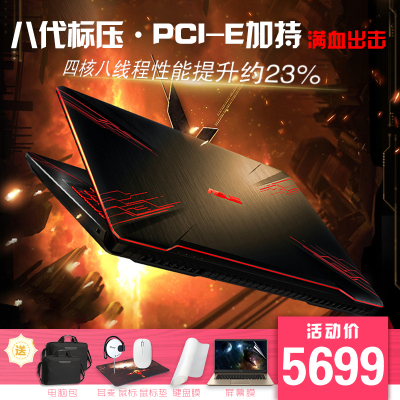 八代标压·PCI-E加持 满血出击
四核八线程性能提升约23%
ASUS
送
电脑包 耳麦 鼠标 鼠标垫 键盘膜 屏幕膜
活动价
5699